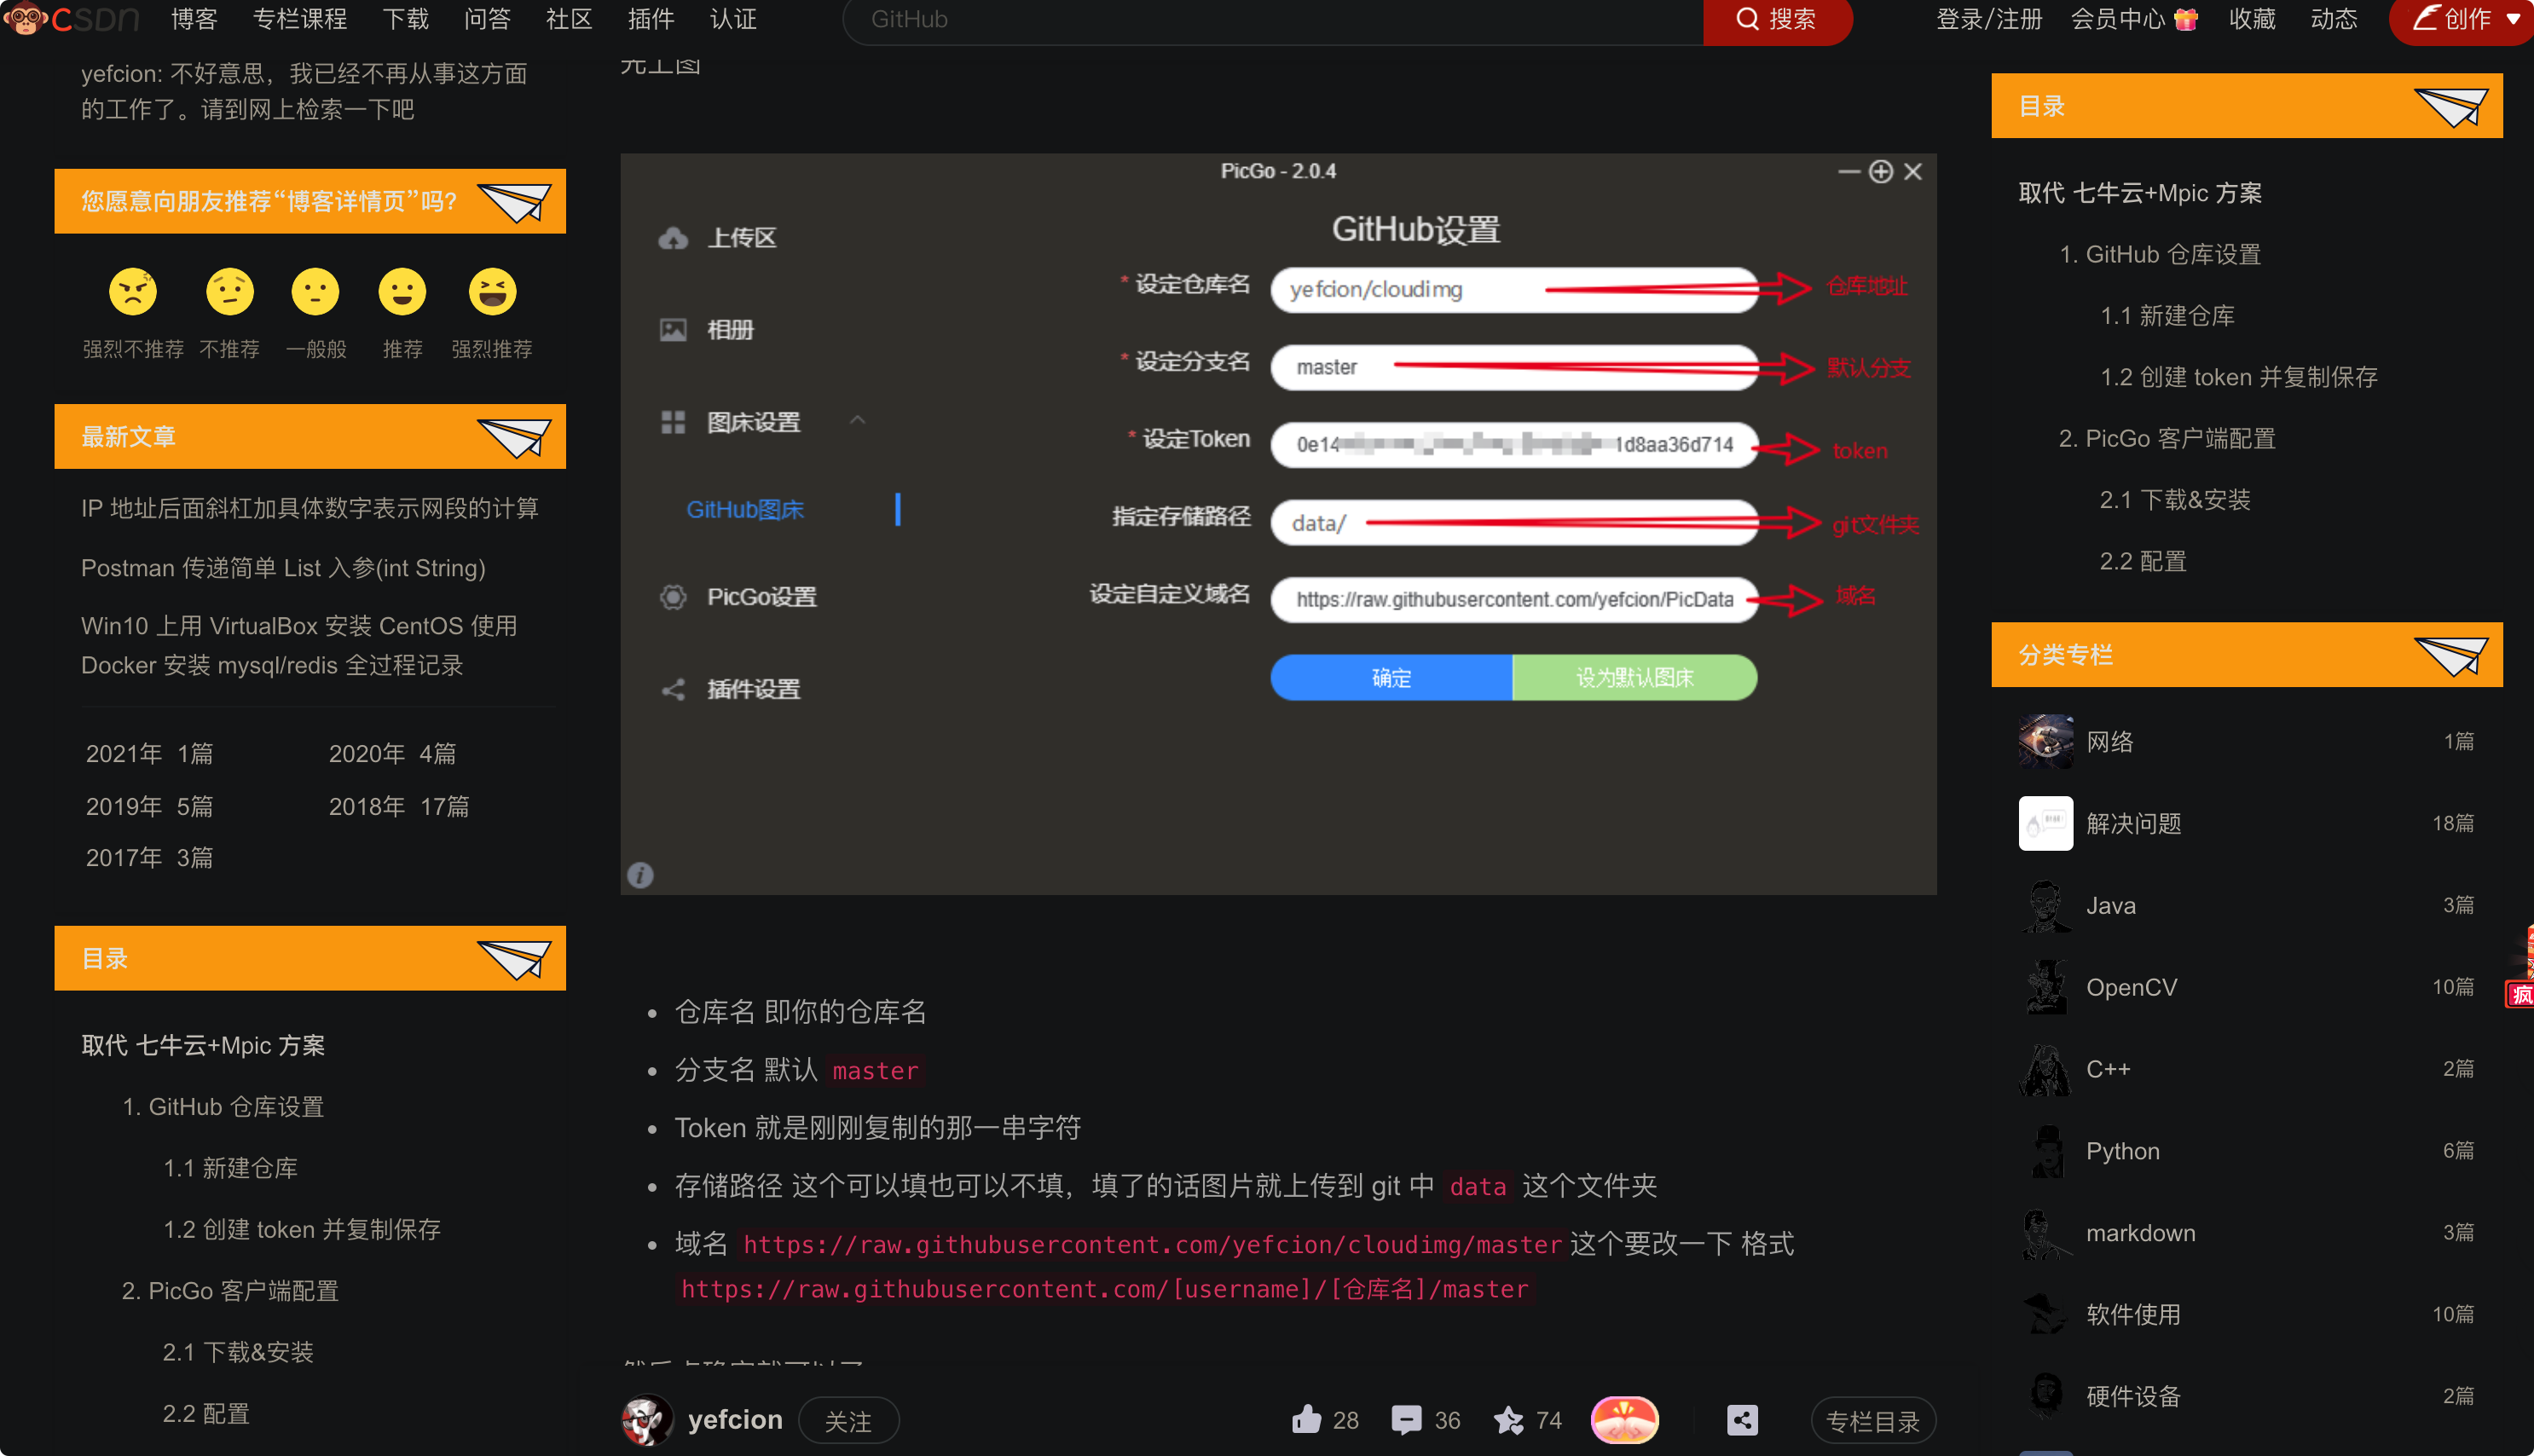 CSDN 博客 专栏课程 下载 问答 社区 插件 认证 GitHub 搜索 登录/注册 会员中心 收藏 动态 创作
yefcion: 不好意思，我已经不再从事这方面
的工作了。请到网上检索一下吧
您愿意向朋友推荐“博客详情页”吗?
强烈不推荐 不推荐 一般般 推荐 强烈推荐
最新文章
IP 地址后面斜杠加具体数字表示网段的计算
Postman 传递简单 List 入参(int String)
Win10 上用 VirtualBox 安装 CentOS 使用
Docker 安装 mysql/redis 全过程记录
2021年 1篇 2020年 4篇
2019年 5篇 2018年 17篇
2017年 3篇
目录
取代 七牛云+Mpic 方案
1. GitHub 仓库设置
1.1 新建仓库
1.2 创建 token 并复制保存
2. PicGo 客户端配置
2.1 下载&安装
2.2 配置
先上图
PicGo - 2.0.4
上传区
相册
图床设置
GitHub图床
PicGo设置
插件设置
GitHub设置
* 设定仓库名 yefcion/cloudimg 仓库地址
* 设定分支名 master 默认分支
* 设定Token 0e14 1d8aa36d714 token
指定存储路径 data/ git文件夹
设定自定义域名 https://raw.githubusercontent.com/yefcion/PicData 域名
确定 设为默认图床
仓库名 即你的仓库名
分支名 默认 master
Token 就是刚刚复制的那一串字符
存储路径 这个可以填也可以不填，填了的话图片就上传到 git 中 data 这个文件夹
域名 https://raw.githubusercontent.com/yefcion/cloudimg/master 这个要改一下 格式
https://raw.githubusercontent.com/[username]/[仓库名]/master
然后点确定就可以了
yefcion 关注 28 36 74 专栏目录
目录
取代 七牛云+Mpic 方案
1. GitHub 仓库设置
1.1 新建仓库
1.2 创建 token 并复制保存
2. PicGo 客户端配置
2.1 下载&安装
2.2 配置
分类专栏
网络 1篇
解决问题 18篇
Java 3篇
OpenCV 10篇
C++ 2篇
Python 6篇
markdown 3篇
软件使用 10篇
硬件设备 2篇
疯